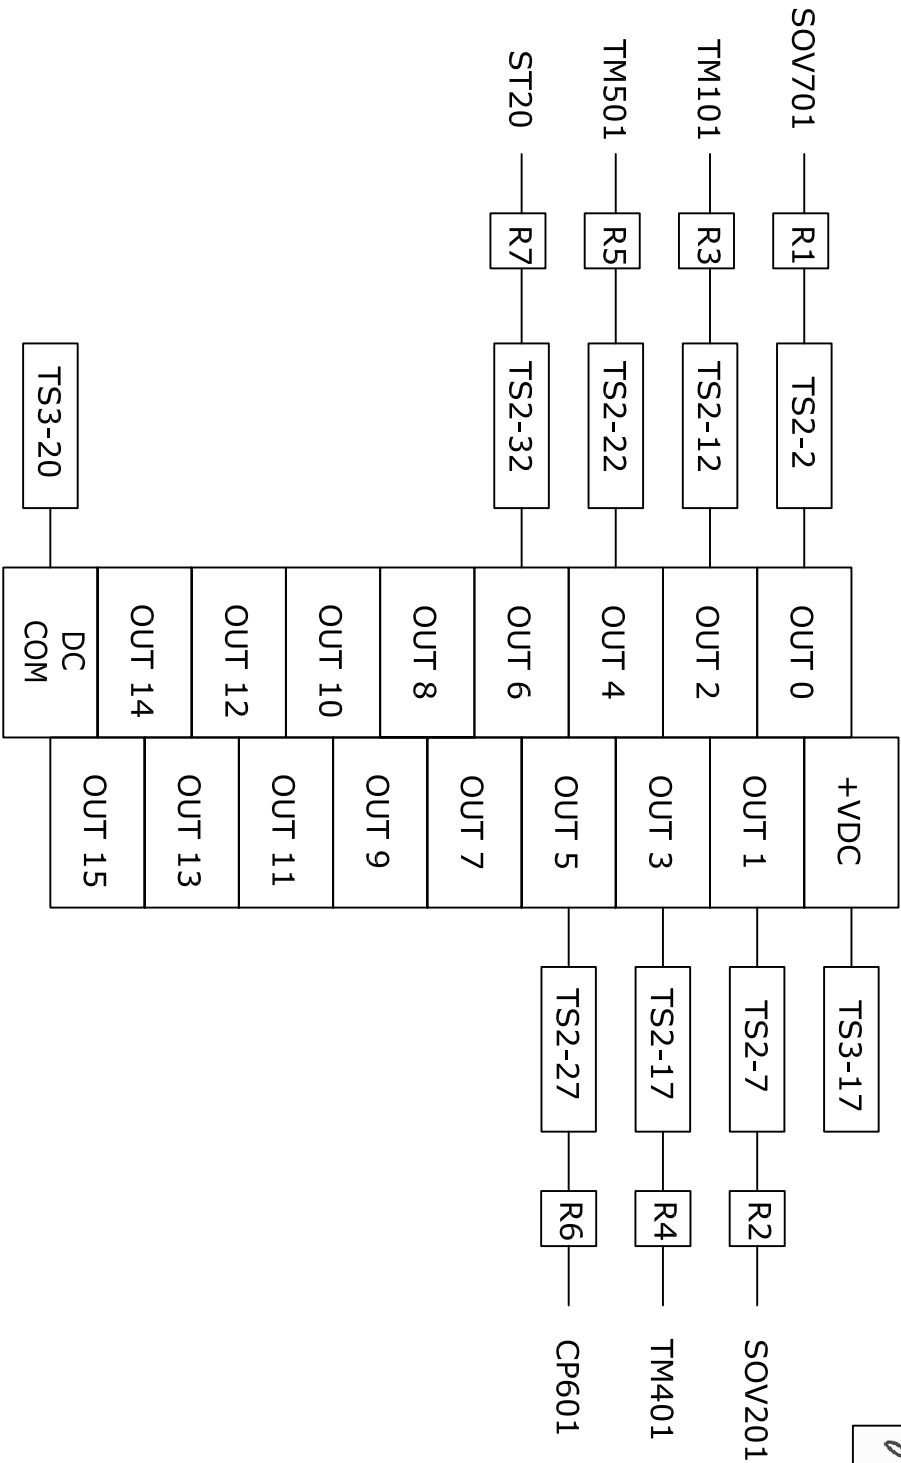 +VDC TS3-17
SOV701 R1 TS2-2 OUT 0
OUT 1 TS2-7 R2 SOV201
TM101 R3 TS2-12 OUT 2
OUT 3 TS2-17 R4 TM401
TM501 R5 TS2-22 OUT 4
OUT 5 TS2-27 R6 CP601
ST20 R7 TS2-32 OUT 6
OUT 7
OUT 8
OUT 9
OUT 10
OUT 11
OUT 12
OUT 13
OUT 14
OUT 15
TS3-20 DC
COM